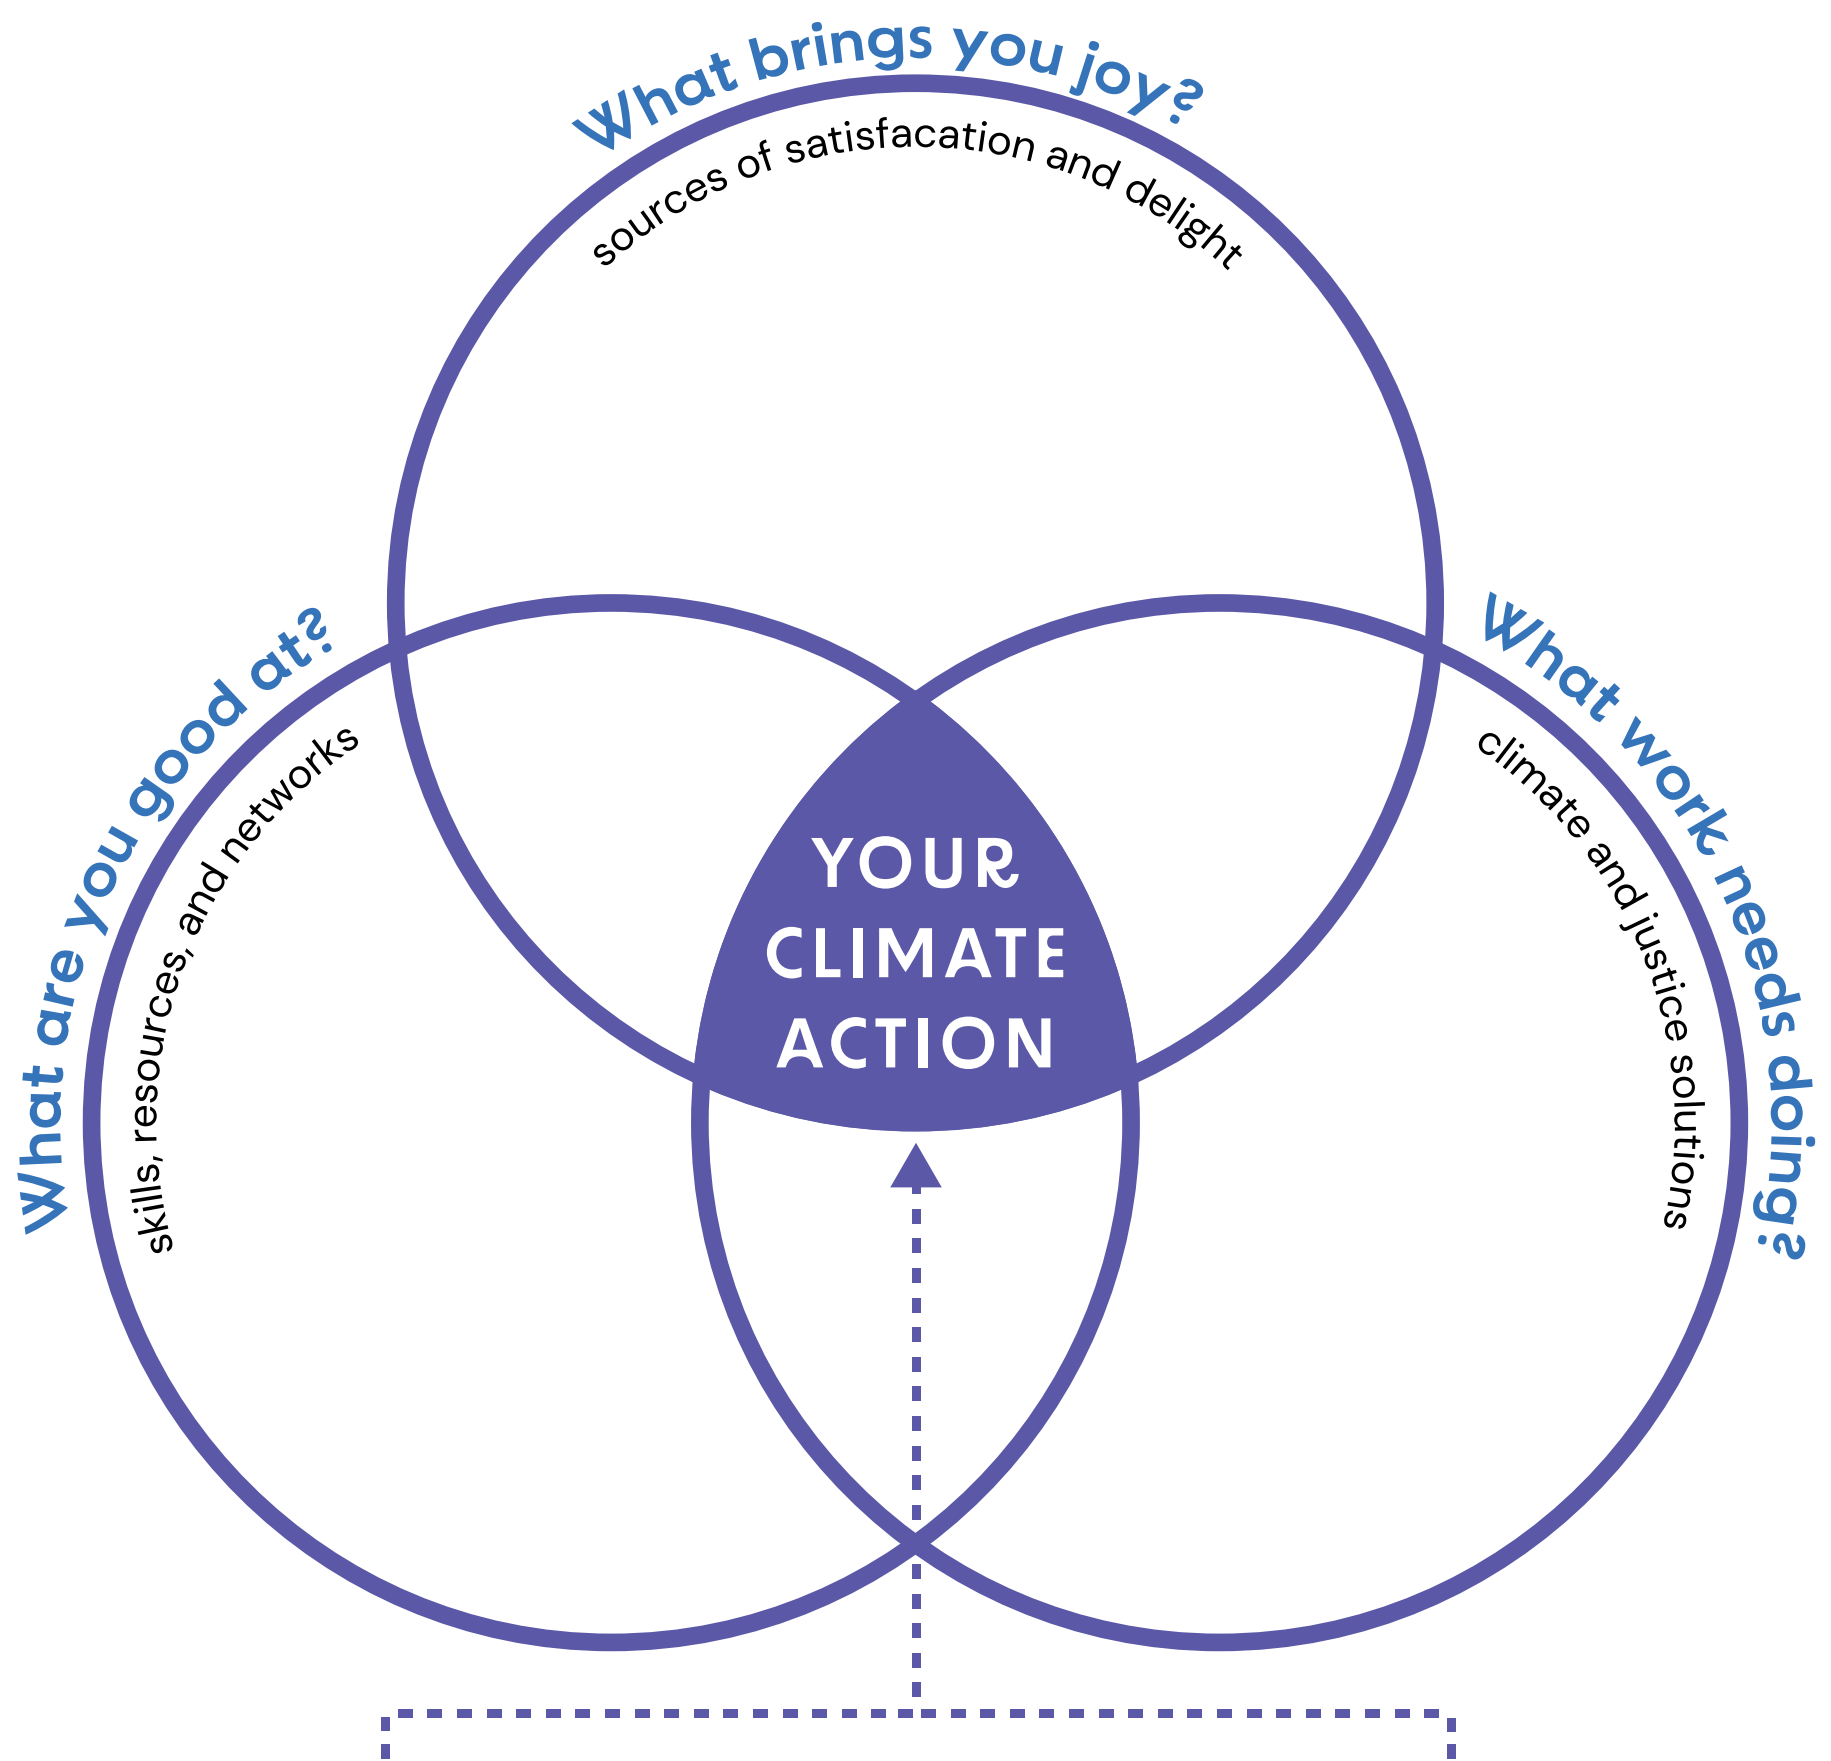 What brings you joy?
sources of satisfacation and delight
What are you good at?
skills, resources, and networks
What work needs doing?
climate and justice solutions
YOUR
CLIMATE
ACTION